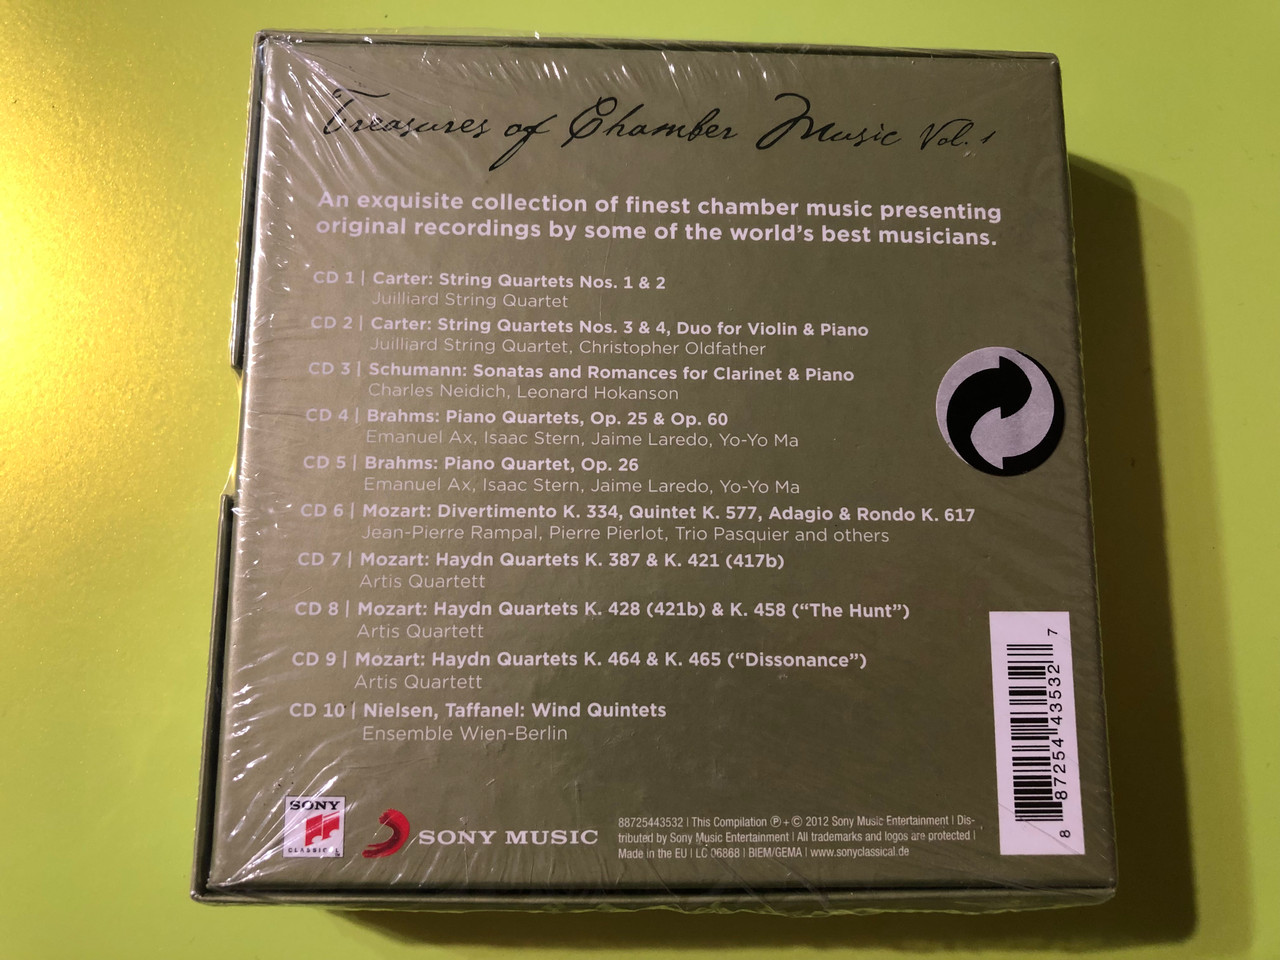 Treasures of Chamber Music Vol. 1
An exquisite collection of finest chamber music presenting
original recordings by some of the world's best musicians.
CD 1 | Carter: String Quartets Nos. 1 & 2
Juilliard String Quartet
CD 2 | Carter: String Quartets Nos. 3 & 4, Duo for Violin & Piano
Juilliard String Quartet, Christopher Oldfather
CD 3 | Schumann: Sonatas and Romances for Clarinet & Piano
Charles Neidich, Leonard Hokanson
CD 4 | Brahms: Piano Quartets, Op. 25 & Op. 60
Emanuel Ax, Isaac Stern, Jaime Laredo, Yo-Yo Ma
CD 5 | Brahms: Piano Quartet, Op. 26
Emanuel Ax, Isaac Stern, Jaime Laredo, Yo-Yo Ma
CD 6 | Mozart: Divertimento K. 334, Quintet K. 577, Adagio & Rondo K. 617
Jean-Pierre Rampal, Pierre Pierlot, Trio Pasquier and others
CD 7 | Mozart: Haydn Quartets K. 387 & K. 421 (417b)
Artis Quartett
CD 8 | Mozart: Haydn Quartets K. 428 (421b) & K. 458 (“The Hunt”)
Artis Quartett
CD 9 | Mozart: Haydn Quartets K. 464 & K. 465 (“Dissonance”)
Artis Quartett
CD 10 | Nielsen, Taffanel: Wind Quintets
Ensemble Wien-Berlin
SONY
CLASSICAL
SONY MUSIC
88725443532 | This Compilation ℗ + © 2012 Sony Music Entertainment | Dis-
tributed by Sony Music Entertainment | All trademarks and logos are protected |
Made in the EU | LC 06868 | BIEM/GEMA | www.sonyclassical.de
8 87254 43532 7